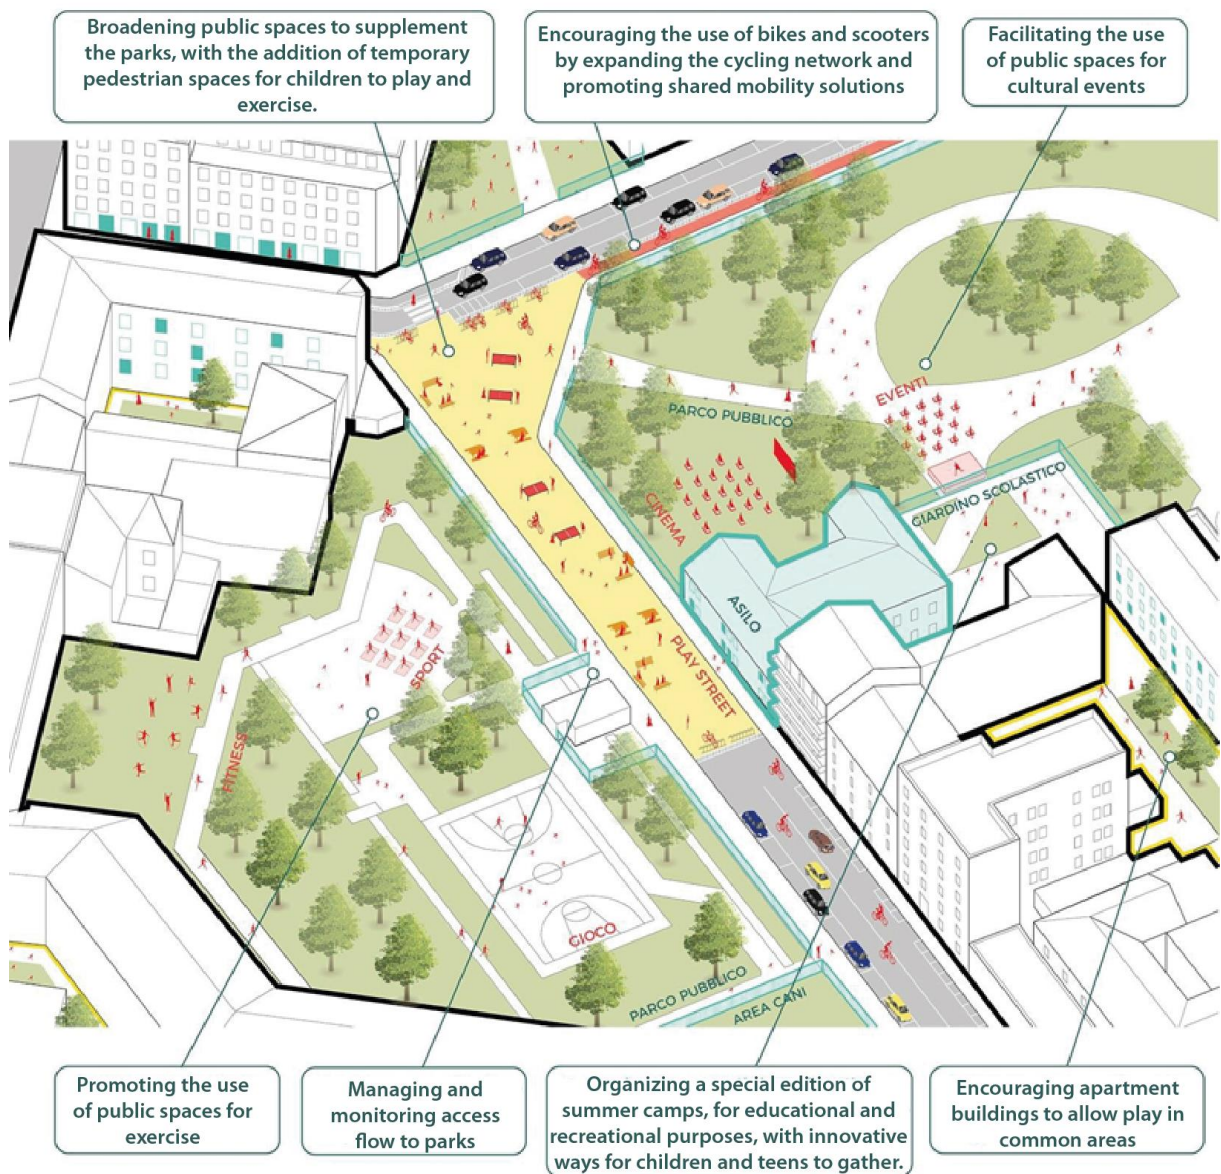 Broadening public spaces to supplement
the parks, with the addition of temporary
pedestrian spaces for children to play and
exercise.
Encouraging the use of bikes and scooters
by expanding the cycling network and
promoting shared mobility solutions
Facilitating the use
of public spaces for
cultural events
PARCO PUBBLICO
EVENTI
CINEMA
GIARDINO SCOLASTICO
ASILO
SPORT
PLAY STREET
FITNESS
GIOCO
PARCO PUBBLICO
AREA CANI
Promoting the use
of public spaces for
exercise
Managing and
monitoring access
flow to parks
Organizing a special edition of
summer camps, for educational and
recreational purposes, with innovative
ways for children and teens to gather.
Encouraging apartment
buildings to allow play in
common areas